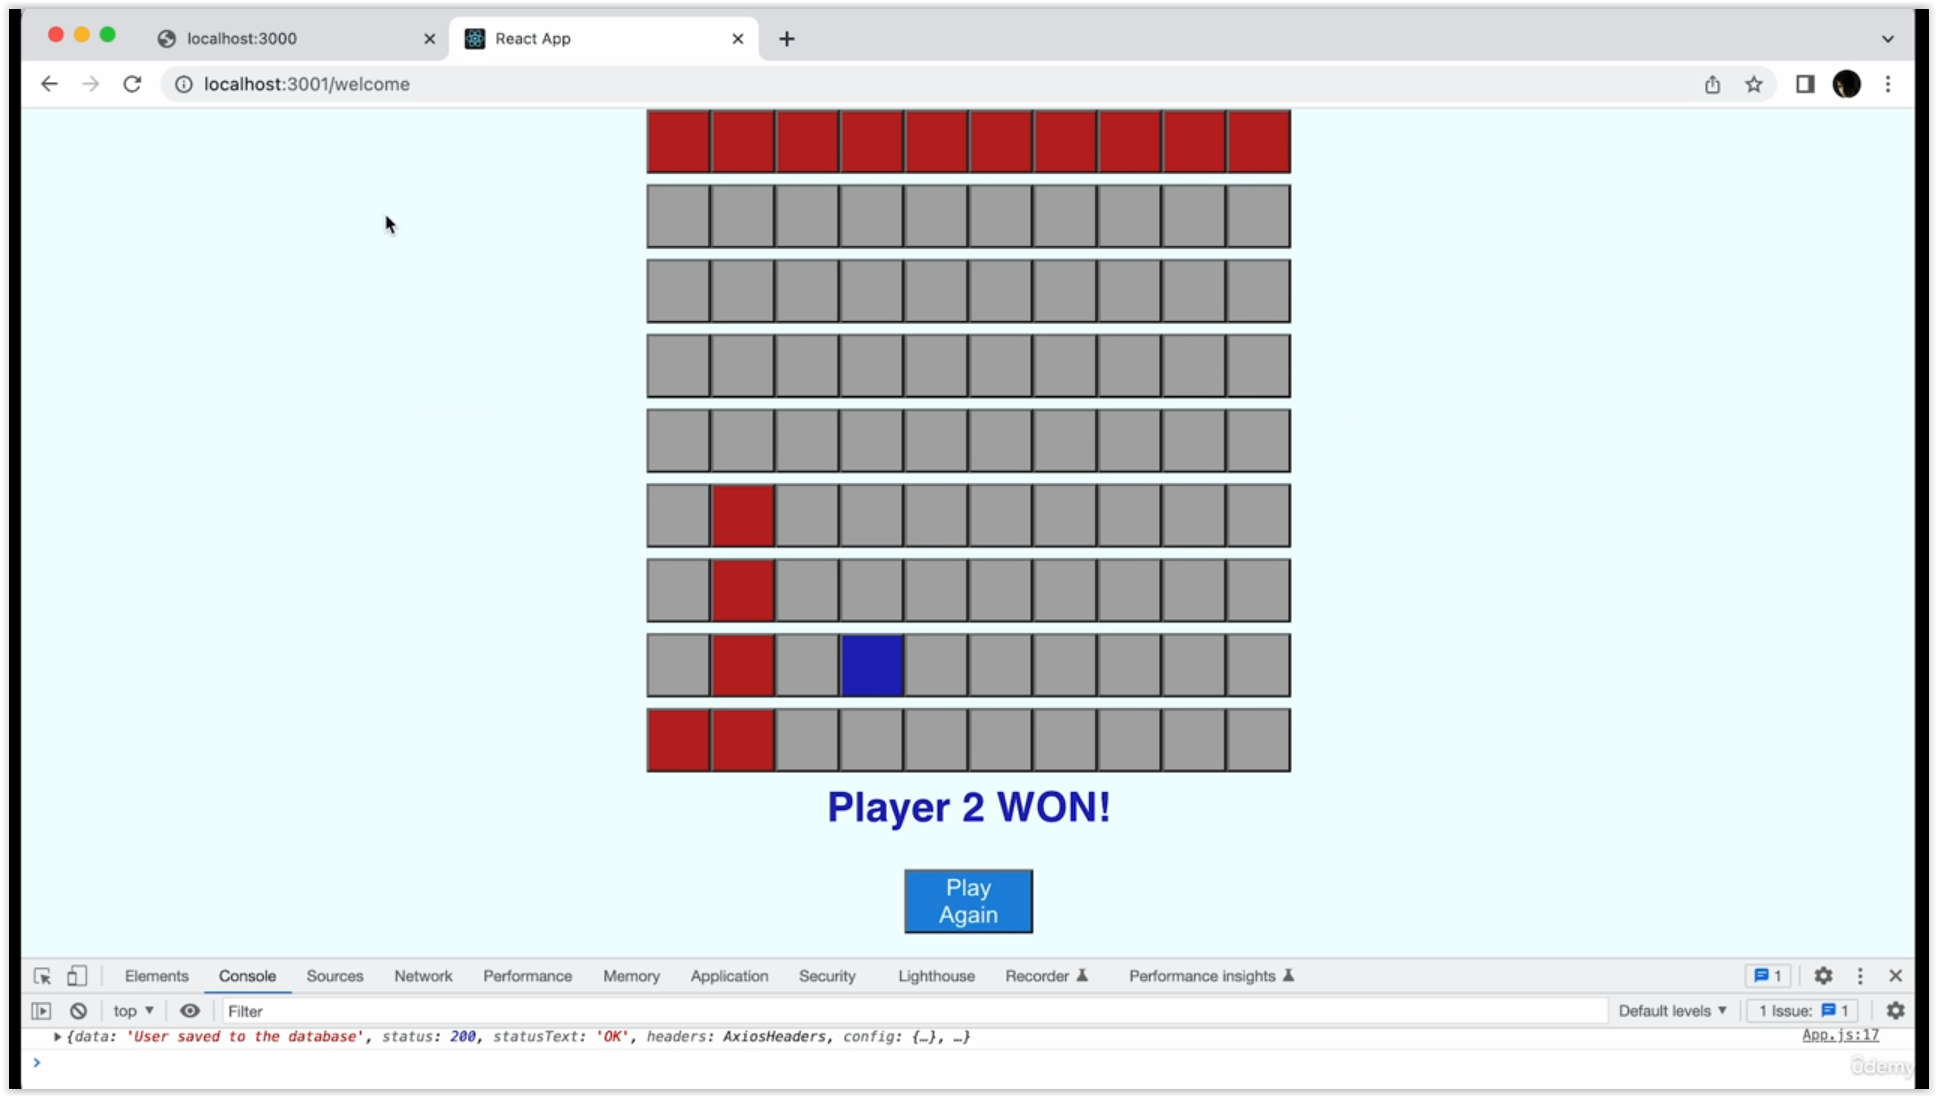 localhost:3000
React App
localhost:3001/welcome
Player 2 WON!
Play
Again
Elements Console Sources Network Performance Memory Application Security Lighthouse Recorder Performance insights 1
top Filter Default levels 1 Issue: 1
{data: 'User saved to the database', status: 200, statusText: 'OK', headers: AxiosHeaders, config: {…}, …} App.js:17
ûdemy